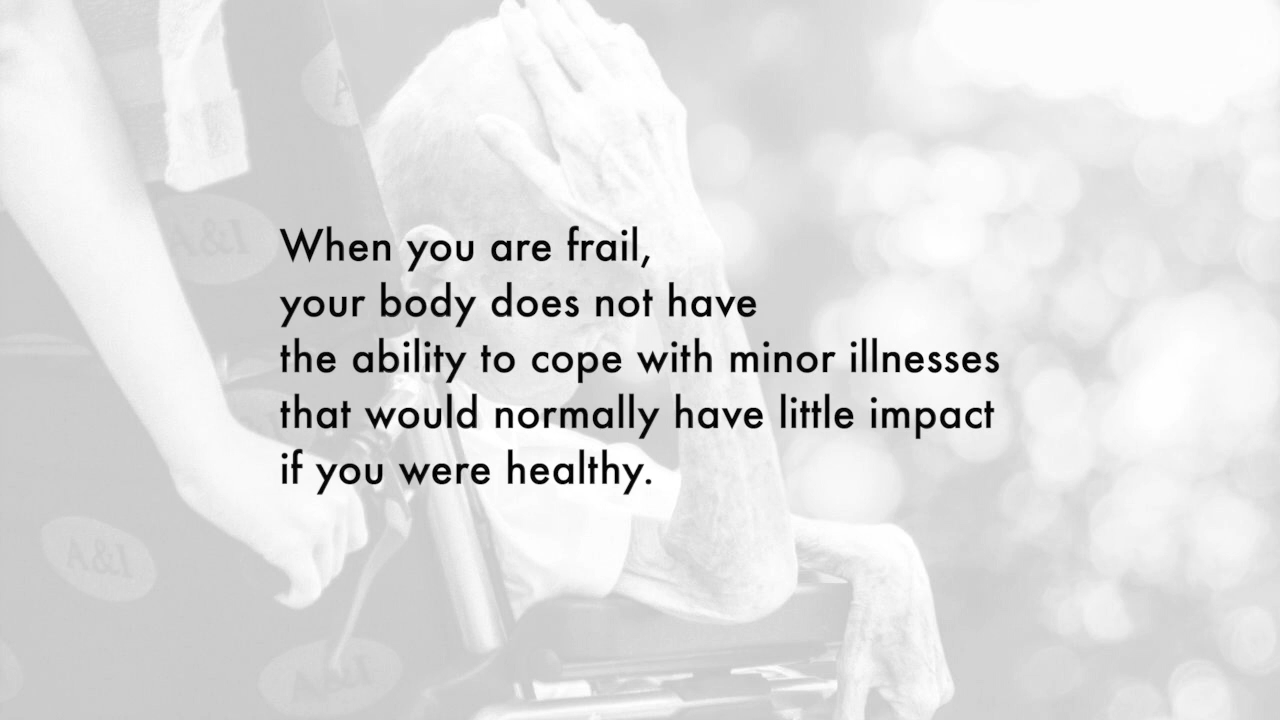 When you are frail,
your body does not have
the ability to cope with minor illnesses
that would normally have little impact
if you were healthy.
A&I
A&I
A&I